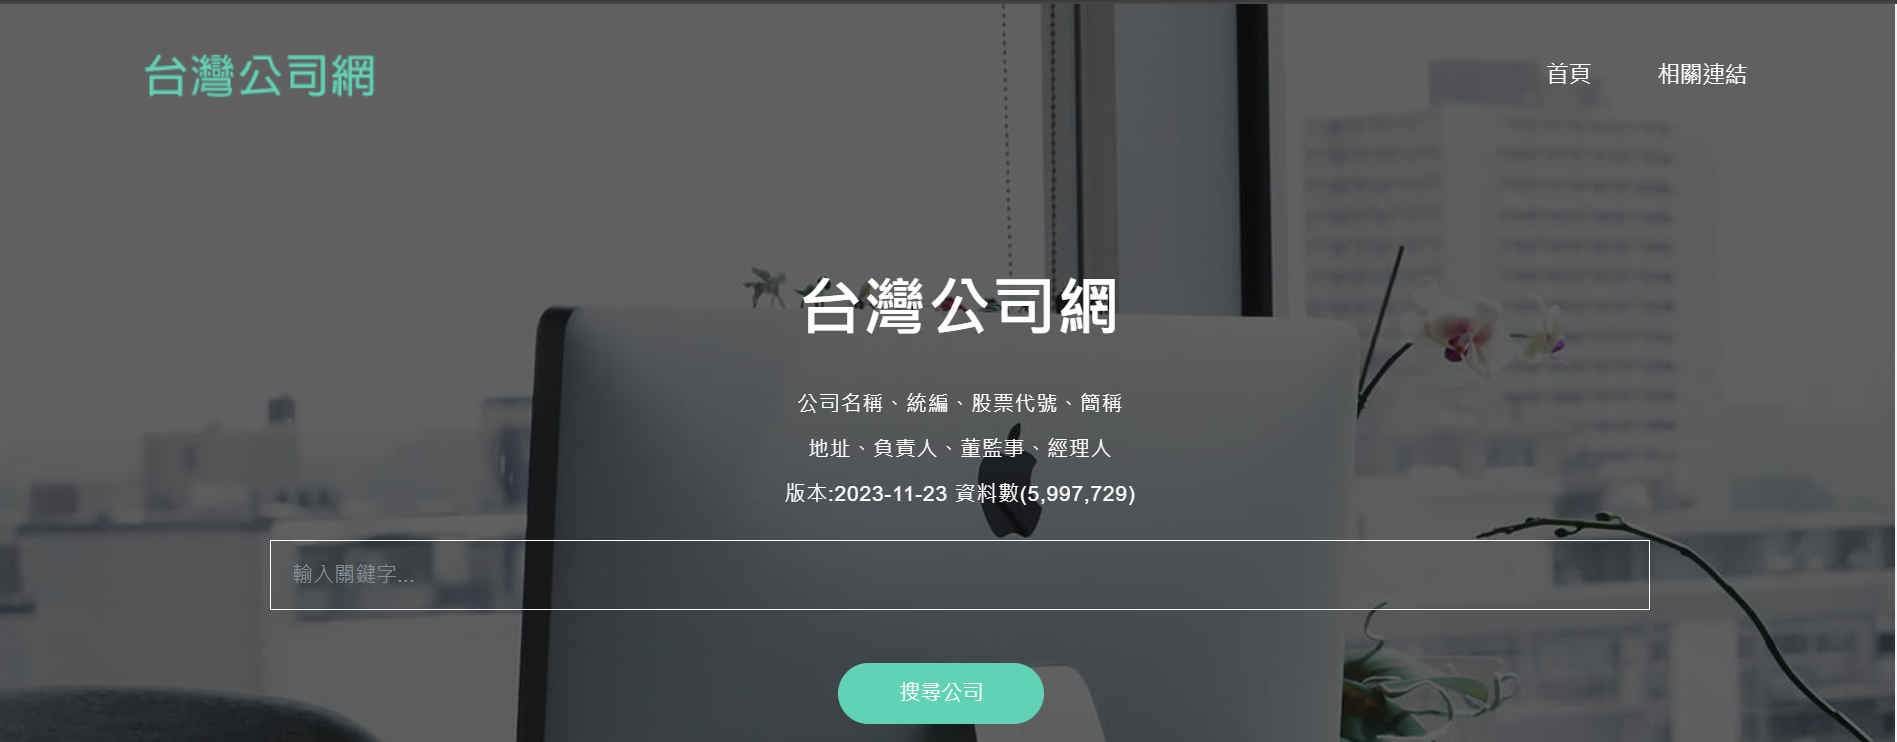 台灣公司網
首頁
相關連結
台灣公司網
公司名稱、統編、股票代號、簡稱
地址、負責人、董監事、經理人
版本:2023-11-23 資料數(5,997,729)
輸入關鍵字...
搜尋公司